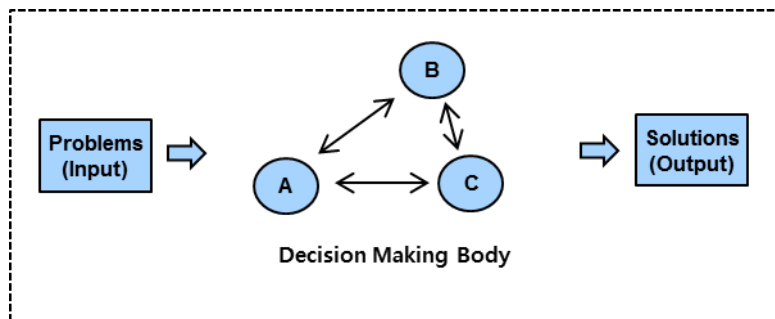 B
Problems
(Input)
Solutions
(Output)
A
C
Decision Making Body